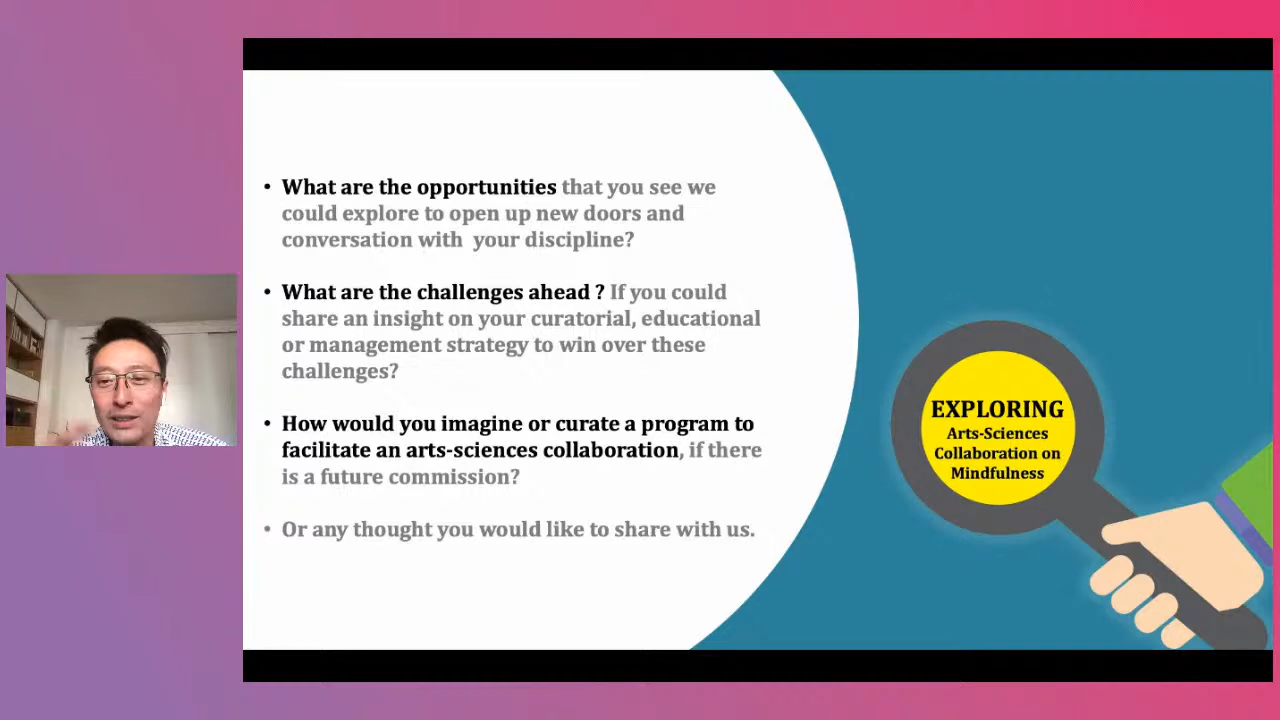 • What are the opportunities that you see we
could explore to open up new doors and
conversation with  your discipline?
• What are the challenges ahead ? If you could
share an insight on your curatorial, educational
or management strategy to win over these
challenges?
• How would you imagine or curate a program to
facilitate an arts-sciences collaboration, if there
is a future commission?
• Or any thought you would like to share with us.
EXPLORING
Arts-Sciences
Collaboration on
Mindfulness